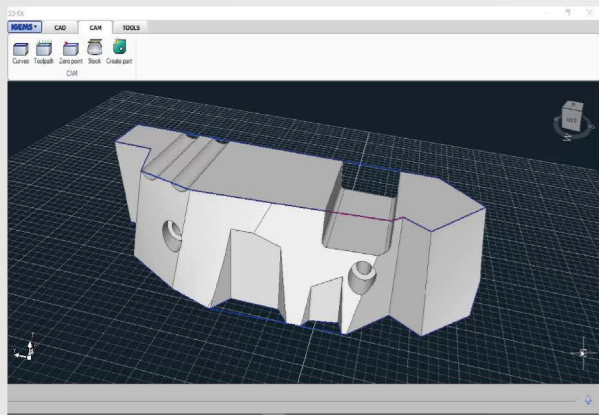 3D-5X
IGEMS CAD CAM TOOLS
Curves Toolpath Zero point Stock Create part
CAM